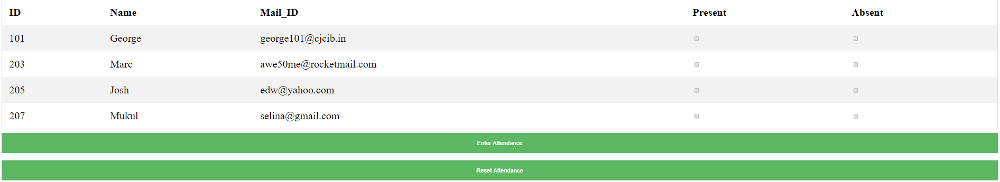 ID Name Mail_ID Present Absent
101 George george101@cjcib.in
203 Marc awe50me@rocketmail.com
205 Josh edw@yahoo.com
207 Mukul selina@gmail.com
Enter Attendance
Reset Attendance